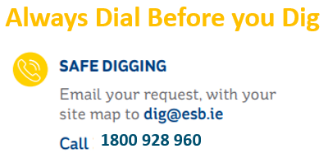 Always Dial Before you Dig
SAFE DIGGING
Email your request, with your
site map to dig@esb.ie
Call 1800 928 960